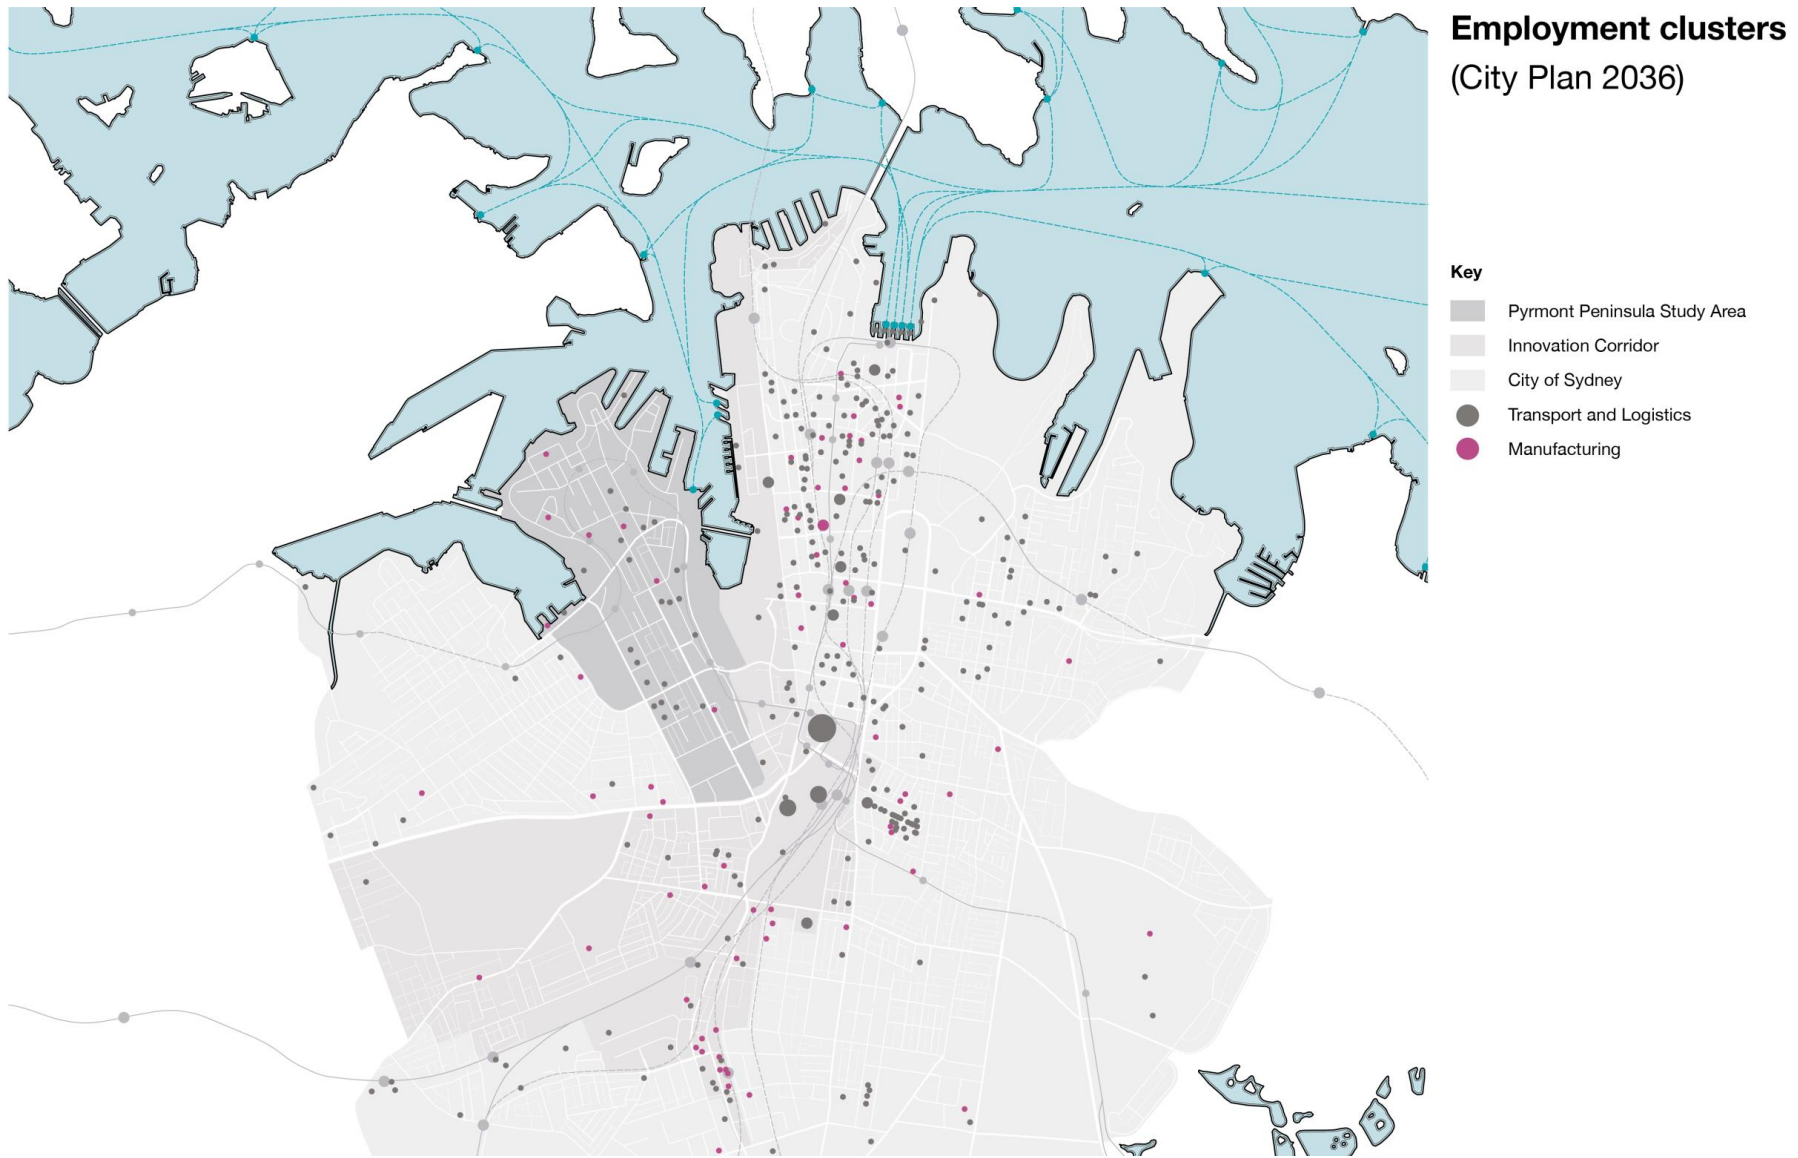 Employment clusters
(City Plan 2036)
Key
Pyrmont Peninsula Study Area
Innovation Corridor
City of Sydney
Transport and Logistics
Manufacturing